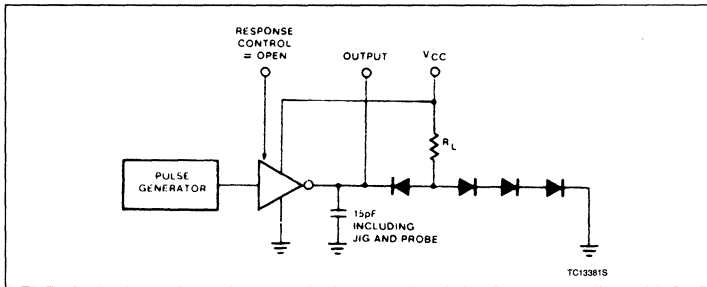 RESPONSE
CONTROL
= OPEN
OUTPUT
VCC
RL
PULSE
GENERATOR
15pF
INCLUDING
JIG AND PROBE
TC13381S